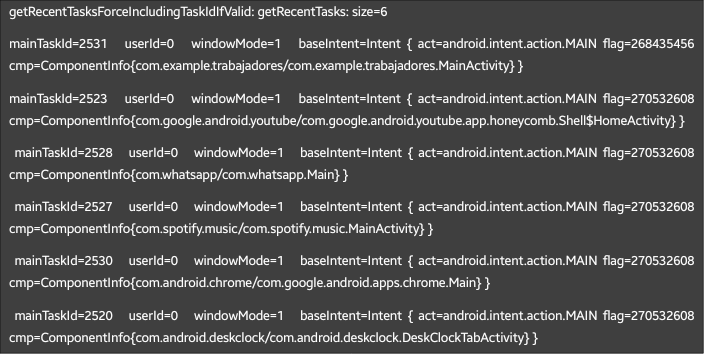 getRecentTasksForceIncludingTaskIdIfValid: getRecentTasks: size=6
mainTaskId=2531 userId=0 windowMode=1 baseIntent=Intent { act=android.intent.action.MAIN flag=268435456
cmp=ComponentInfo{com.example.trabajadores/com.example.trabajadores.MainActivity} }
mainTaskId=2523 userId=0 windowMode=1 baseIntent=Intent { act=android.intent.action.MAIN flag=270532608
cmp=ComponentInfo{com.google.android.youtube/com.google.android.youtube.app.honeycomb.Shell$HomeActivity} }
mainTaskId=2528 userId=0 windowMode=1 baseIntent=Intent { act=android.intent.action.MAIN flag=270532608
cmp=ComponentInfo{com.whatsapp/com.whatsapp.Main} }
mainTaskId=2527 userId=0 windowMode=1 baseIntent=Intent { act=android.intent.action.MAIN flag=270532608
cmp=ComponentInfo{com.spotify.music/com.spotify.music.MainActivity} }
mainTaskId=2530 userId=0 windowMode=1 baseIntent=Intent { act=android.intent.action.MAIN flag=270532608
cmp=ComponentInfo{com.android.chrome/com.google.android.apps.chrome.Main} }
mainTaskId=2520 userId=0 windowMode=1 baseIntent=Intent { act=android.intent.action.MAIN flag=270532608
cmp=ComponentInfo{com.android.deskclock/com.android.deskclock.DeskClockTabActivity} }